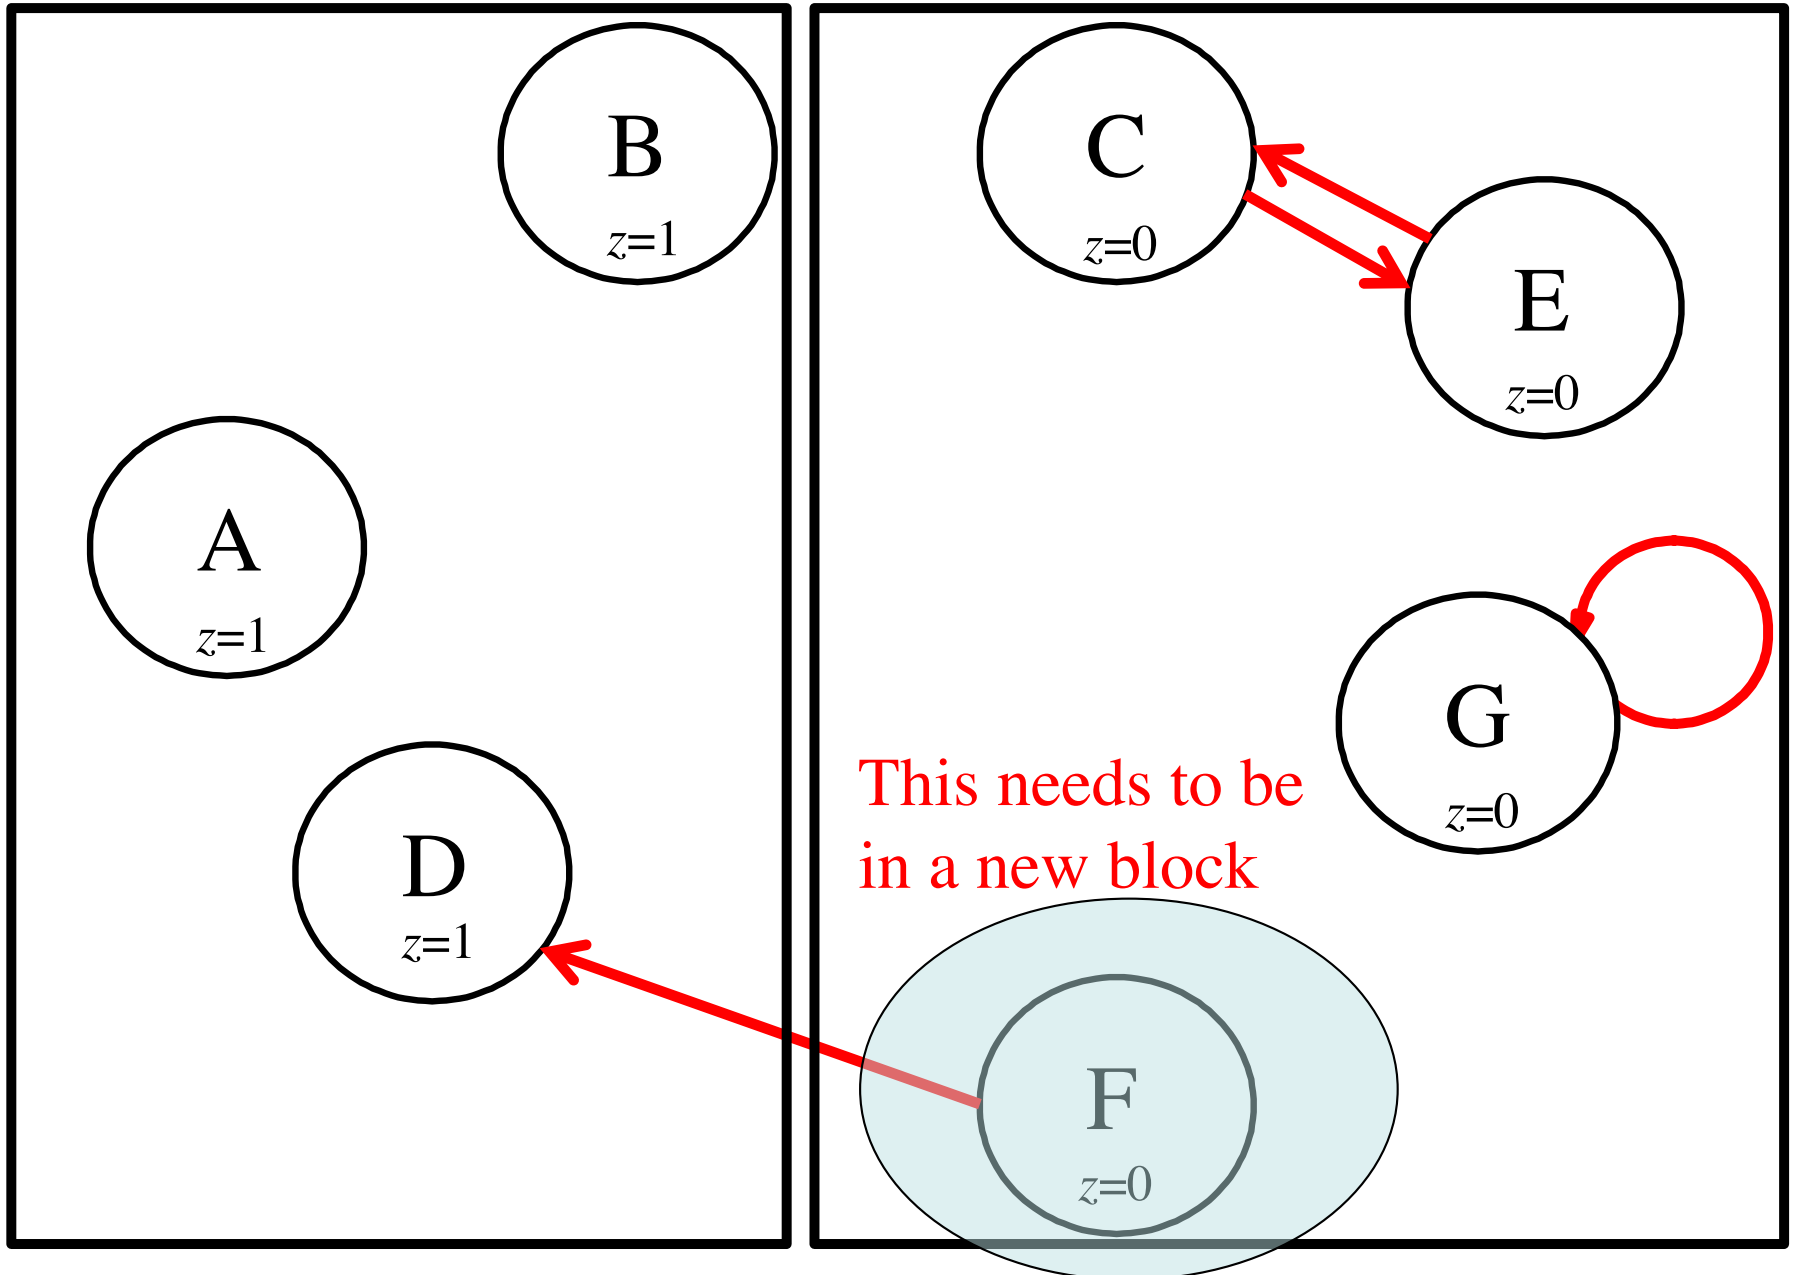 B
z=1
A
z=1
D
z=1
C
z=0
E
z=0
G
z=0
This needs to be
in a new block
F
z=0